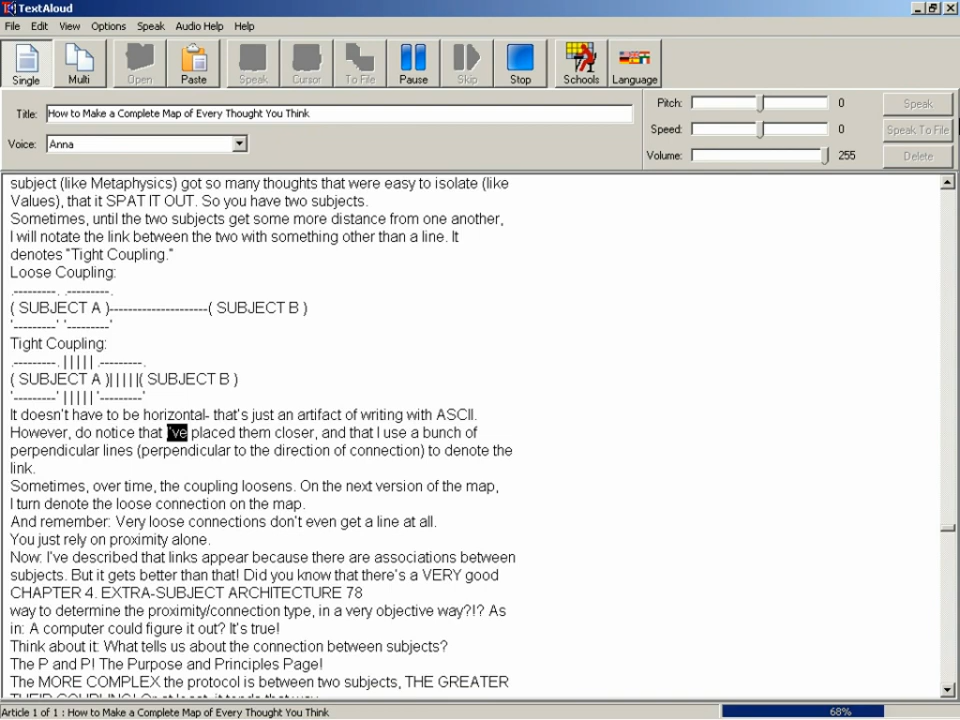 TextAloud
File Edit View Options Speak Audio Help Help
Single Multi Open Paste Speak Cursor To File Pause Skip Stop Schools Language
Title: How to Make a Complete Map of Every Thought You Think
Voice: Anna
Pitch: 0 Speak
Speed: 0 Speak To File
Volume: 255 Delete
subject (like Metaphysics) got so many thoughts that were easy to isolate (like
Values), that it SPAT IT OUT. So you have two subjects.
Sometimes, until the two subjects get some more distance from one another,
I will notate the link between the two with something other than a line. It
denotes "Tight Coupling."
Loose Coupling:
.---------. .---------.
( SUBJECT A )----------------------( SUBJECT B )
'---------' '---------'
Tight Coupling:
.---------. ||||| .---------.
( SUBJECT A )|||||( SUBJECT B )
'---------' ||||| '---------'
It doesn't have to be horizontal- that's just an artifact of writing with ASCII.
However, do notice that I've placed them closer, and that I use a bunch of
perpendicular lines (perpendicular to the direction of connection) to denote the
link.
Sometimes, over time, the coupling loosens. On the next version of the map,
I turn denote the loose connection on the map.
And remember: Very loose connections don't even get a line at all.
You just rely on proximity alone.
Now: I've described that links appear because there are associations between
subjects. But it gets better than that! Did you know that there's a VERY good
CHAPTER 4. EXTRA-SUBJECT ARCHITECTURE 78
way to determine the proximity/connection type, in a very objective way?!? As
in: A computer could figure it out? It's true!
Think about it: What tells us about the connection between subjects?
The P and P! The Purpose and Principles Page!
The MORE COMPLEX the protocol is between two subjects, THE GREATER
THEIR COUPLING! Or at least, it tends that way.
Article 1 of 1 : How to Make a Complete Map of Every Thought You Think
68%